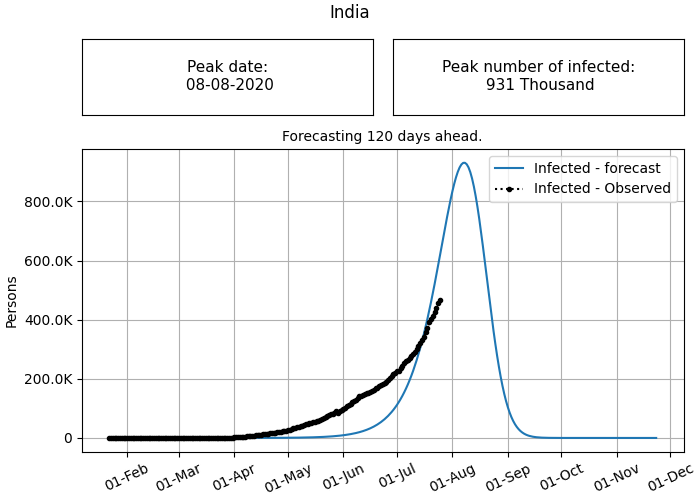 India
Peak date:
08-08-2020
Peak number of infected:
931 Thousand
Forecasting 120 days ahead.
Infected - forecast
Infected - Observed
800.0K
600.0K
400.0K
200.0K
0
Persons
01-Feb
01-Mar
01-Apr
01-May
01-Jun
01-Jul
01-Aug
01-Sep
01-Oct
01-Nov
01-Dec